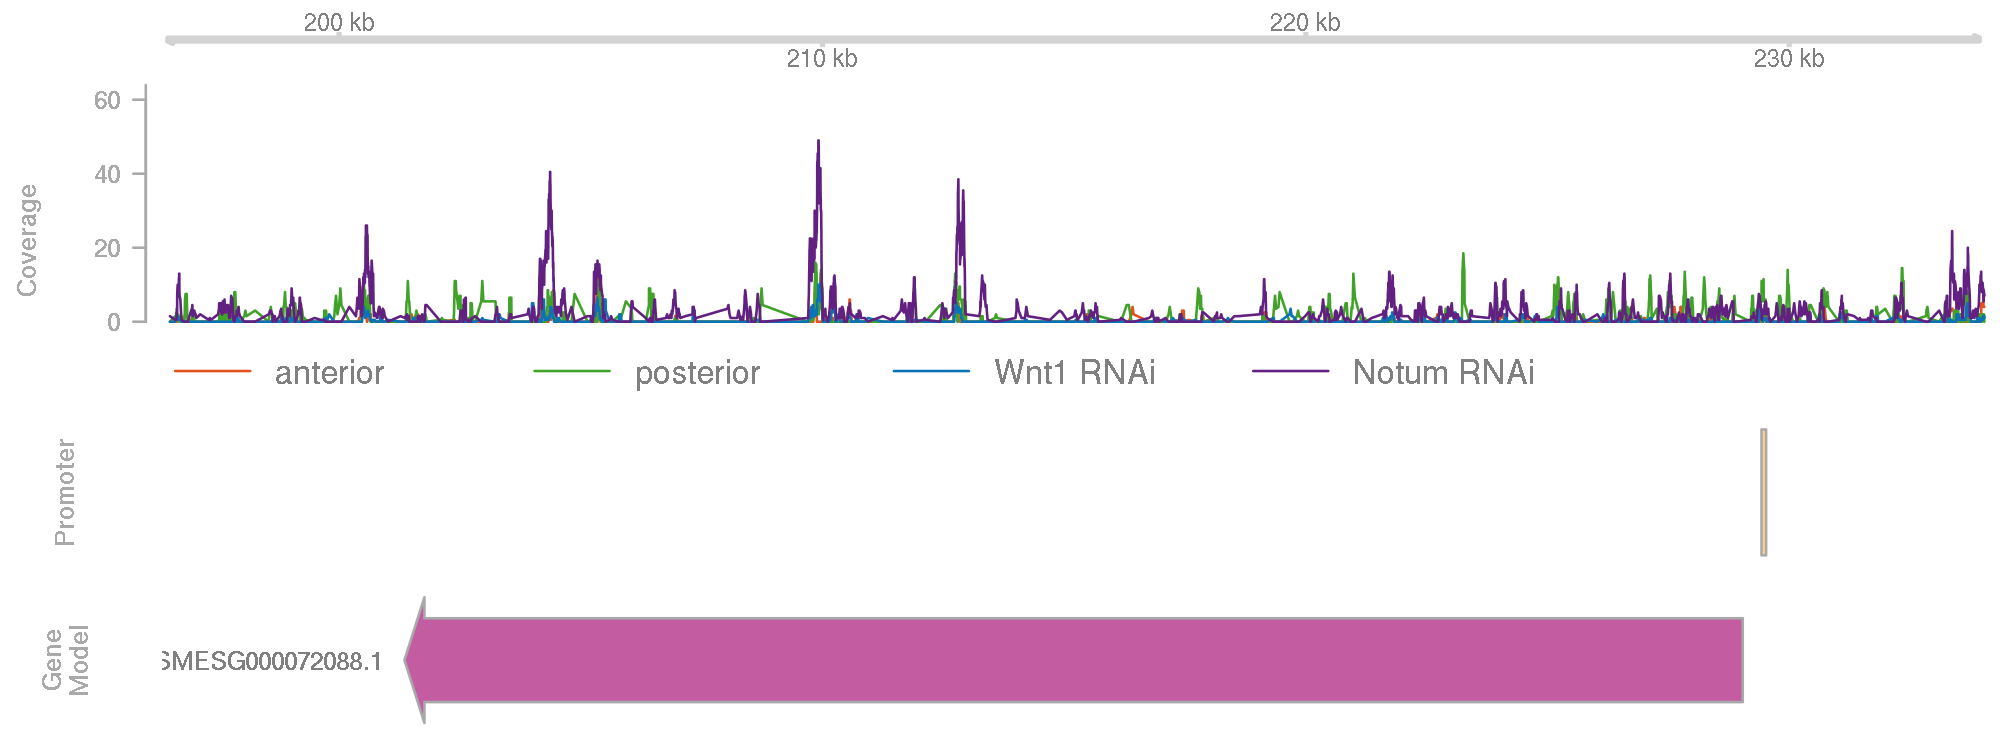 200 kb
220 kb
210 kb
230 kb
Coverage
60
40
20
0
anterior
posterior
Wnt1 RNAi
Notum RNAi
Promoter
Gene
Model
SMESG000072088.1